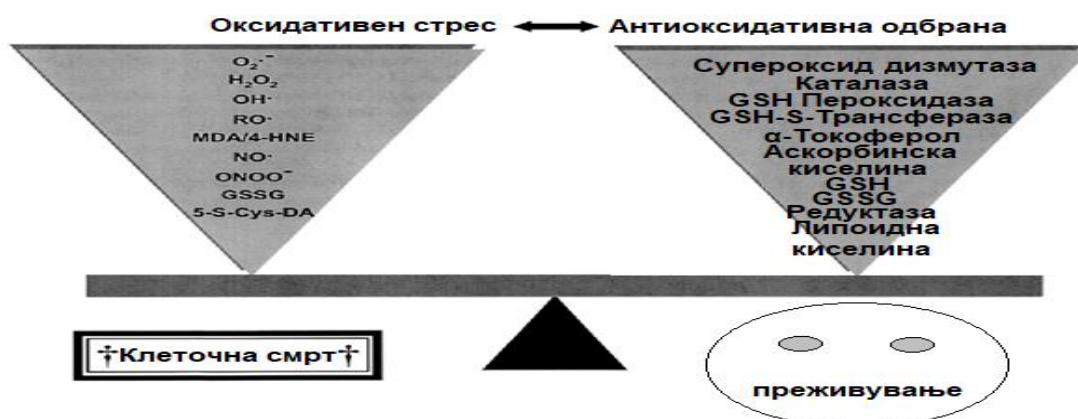 Оксидативен стрес ↔ Антиоксидативна одбрана
O₂·⁻
H₂O₂
OH·
RO·
MDA/4-HNE
NO·
ONOO⁻
GSSG
5-S-Cys-DA
Супероксид дизмутаза
Каталаза
GSH Пероксидаза
GSH-S-Трансфераза
α-Токоферол
Аскорбинска
киселина
GSH
GSSG
Редуктаза
Липоидна
киселина
†Клеточна смрт†
преживување